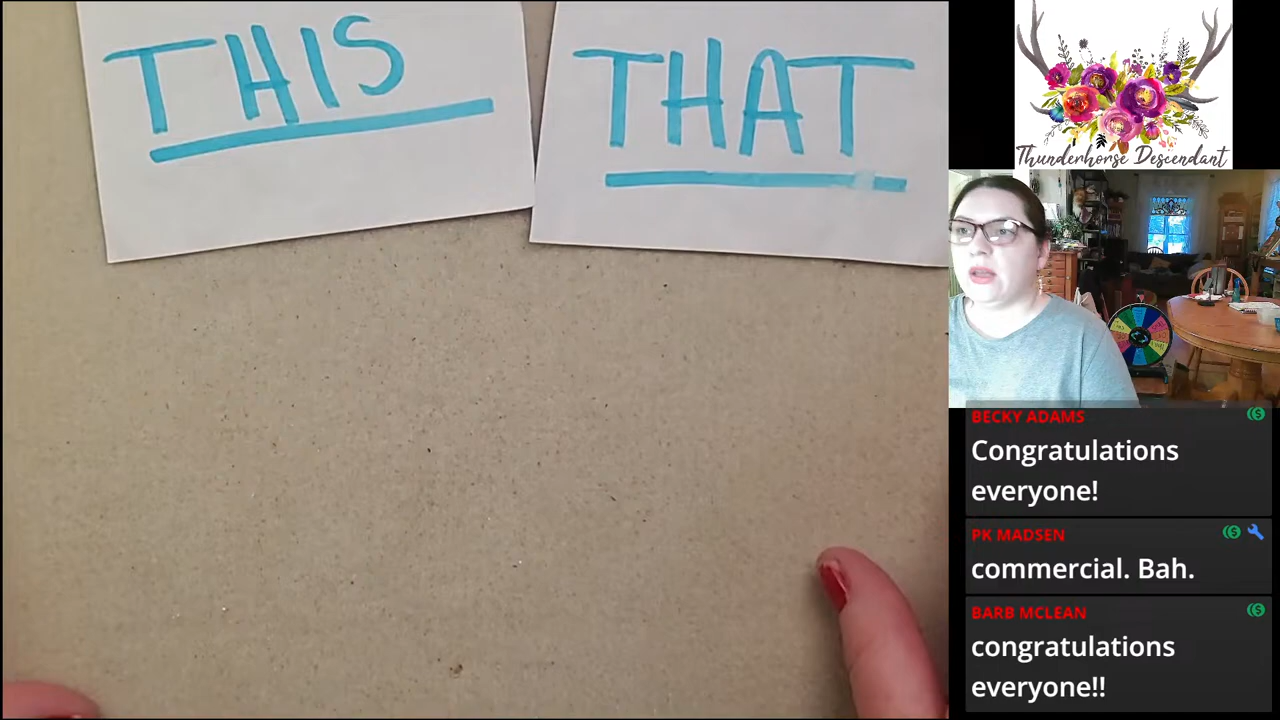 THIS
THAT
Thunderhorse Descendant
BECKY ADAMS
Congratulations
everyone!
PK MADSEN
commercial. Bah.
BARB MCLEAN
congratulations
everyone!!